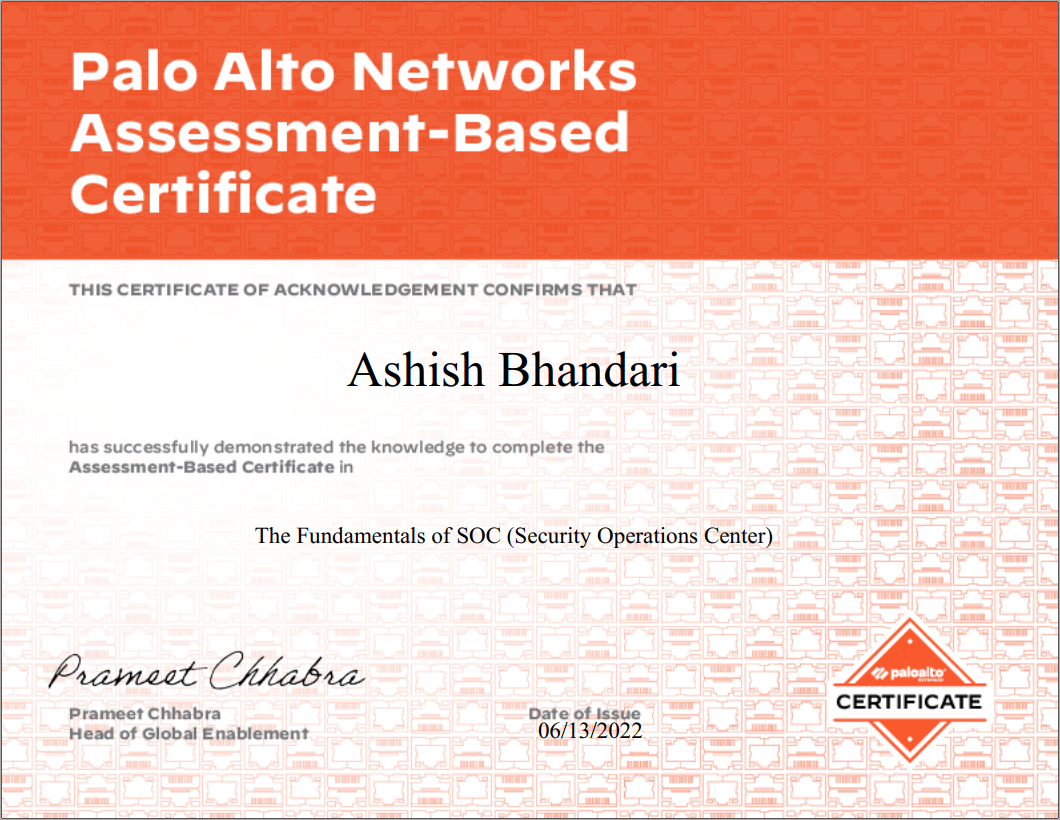 Palo Alto Networks
Assessment-Based
Certificate
THIS CERTIFICATE OF ACKNOWLEDGEMENT CONFIRMS THAT
Ashish Bhandari
has successfully demonstrated the knowledge to complete the
Assessment-Based Certificate in
The Fundamentals of SOC (Security Operations Center)
Prameet Chhabra
Prameet Chhabra
Head of Global Enablement
Date of Issue
06/13/2022
paloalto
NETWORKS
CERTIFICATE